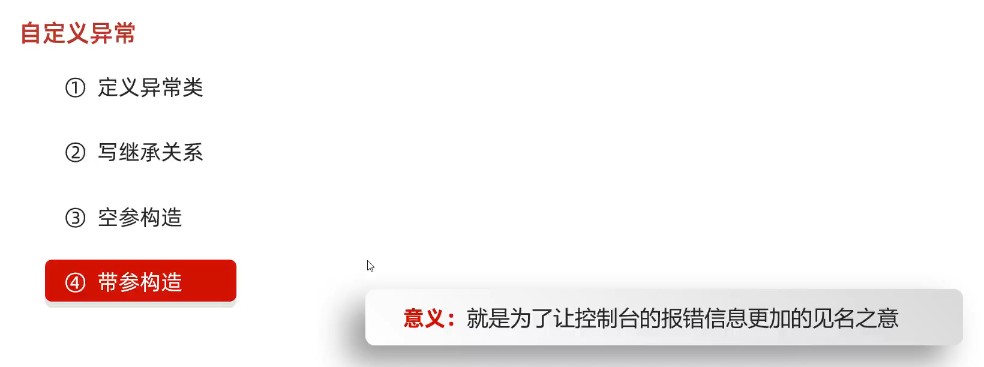 自定义异常
① 定义异常类
② 写继承关系
③ 空参构造
④ 带参构造
意义：就是为了让控制台的报错信息更加的见名之意